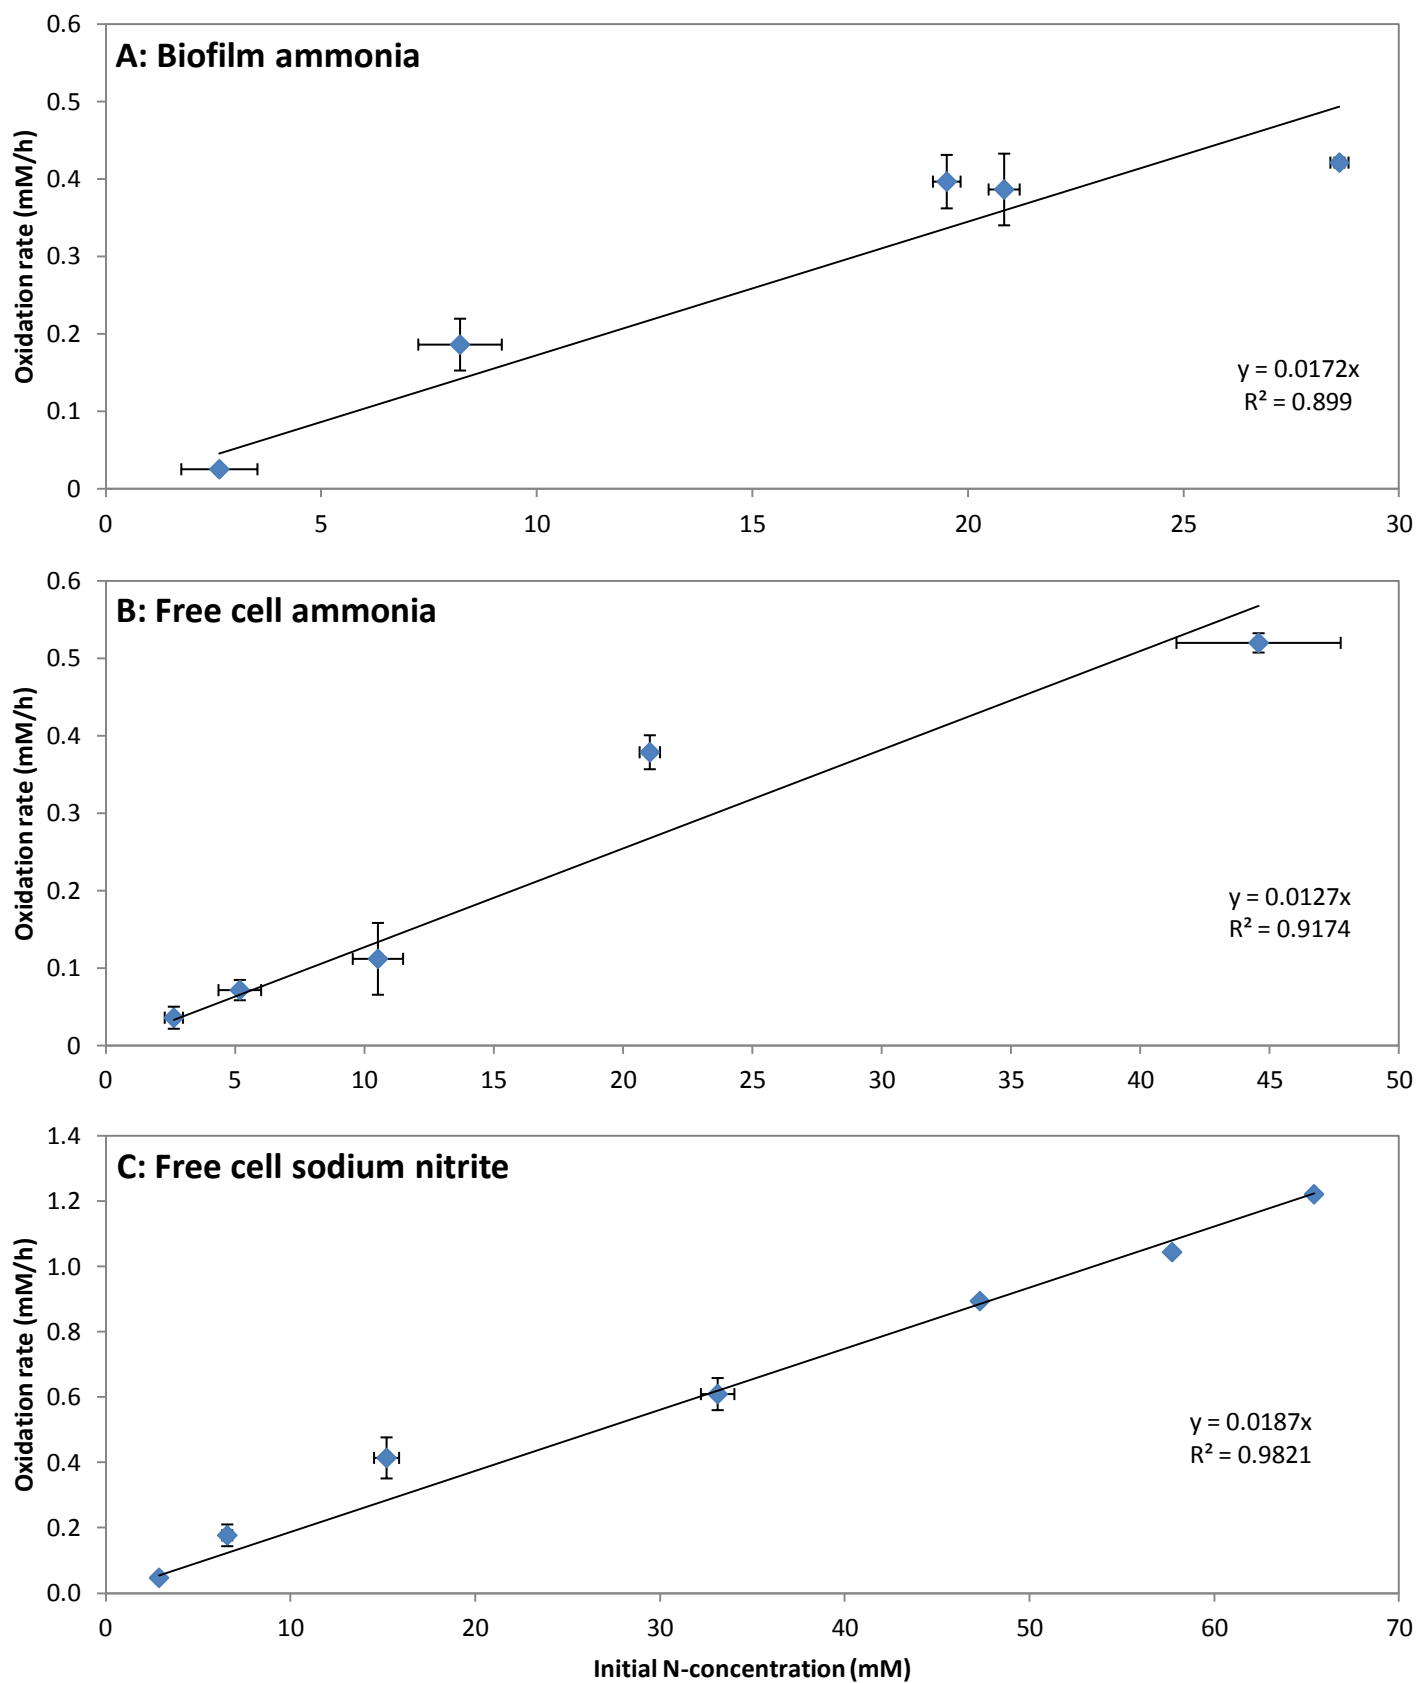 A: Biofilm ammonia
Oxidation rate (mM/h)
0.6
0.5
0.4
0.3
0.2
0.1
0
y = 0.0172x
R² = 0.899
0 5 10 15 20 25 30
B: Free cell ammonia
Oxidation rate (mM/h)
0.6
0.5
0.4
0.3
0.2
0.1
0
y = 0.0127x
R² = 0.9174
0 5 10 15 20 25 30 35 40 45 50
C: Free cell sodium nitrite
Oxidation rate (mM/h)
1.4
1.2
1.0
0.8
0.6
0.4
0.2
0.0
y = 0.0187x
R² = 0.9821
0 10 20 30 40 50 60 70
Initial N-concentration (mM)